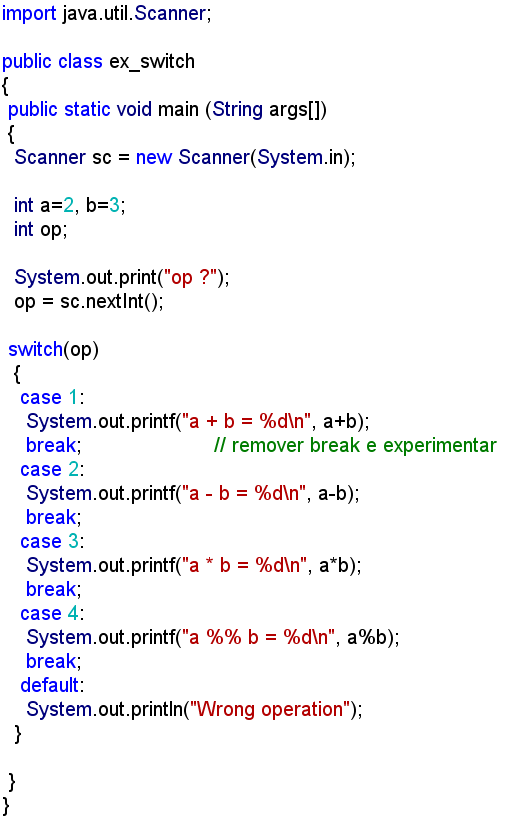 import java.util.Scanner;
public class ex_switch
{
public static void main (String args[])
{
Scanner sc = new Scanner(System.in);
int a=2, b=3;
int op;
System.out.print("op ?");
op = sc.nextInt();
switch(op)
{
case 1:
System.out.printf("a + b = %d\n", a+b);
break; // remover break e experimentar
case 2:
System.out.printf("a - b = %d\n", a-b);
break;
case 3:
System.out.printf("a * b = %d\n", a*b);
break;
case 4:
System.out.printf("a %% b = %d\n", a%b);
break;
default:
System.out.println("Wrong operation");
}
}
}